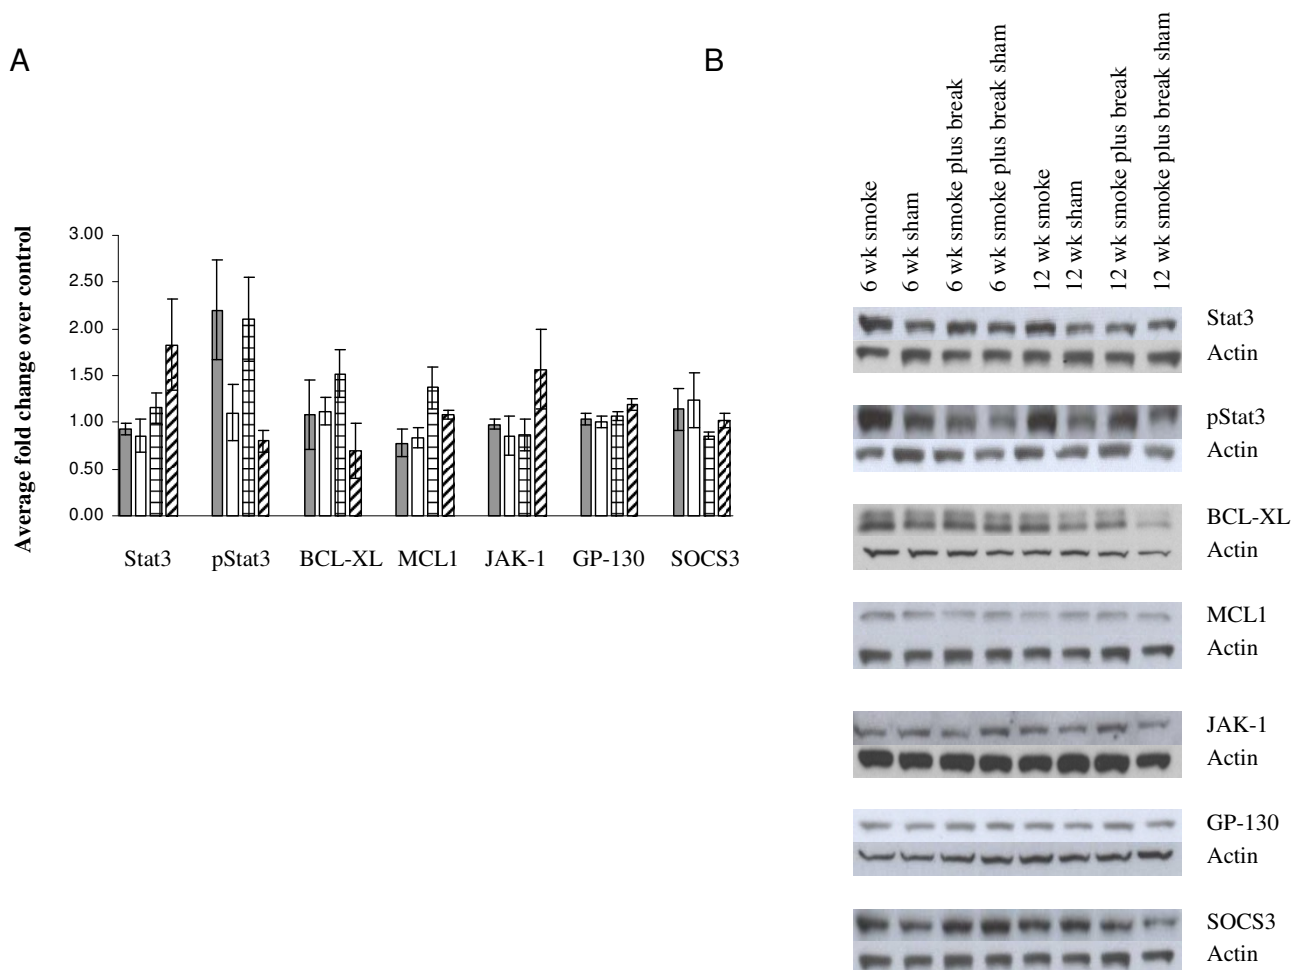 A
B
Average fold change over control
3.00
2.50
2.00
1.50
1.00
0.50
0.00
Stat3 pStat3 BCL-XL MCL1 JAK-1 GP-130 SOCS3
6 wk smoke
6 wk sham
6 wk smoke plus break
6 wk smoke plus break sham
12 wk smoke
12 wk sham
12 wk smoke plus break
12 wk smoke plus break sham
Stat3
Actin
pStat3
Actin
BCL-XL
Actin
MCL1
Actin
JAK-1
Actin
GP-130
Actin
SOCS3
Actin